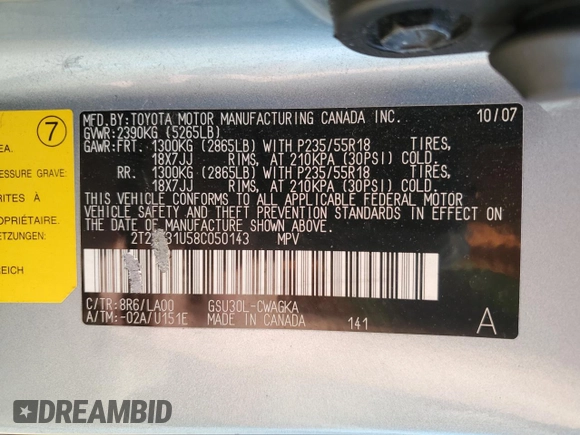 MFD.BY:TOYOTA MOTOR MANUFACTURING CANADA INC. 10/07
GVWR:2390KG (5265LB)
GAWR:FRT. 1300KG (2865LB) WITH P235/55R18 TIRES,
18X7JJ RIMS, AT 210KPA (30PSI) COLD.
RR. 1300KG (2865LB) WITH P235/55R18 TIRES,
18X7JJ RIMS, AT 210KPA (30PSI) COLD.
THIS VEHICLE CONFORMS TO ALL APPLICABLE FEDERAL MOTOR
VEHICLE SAFETY AND THEFT PREVENTION STANDARDS IN EFFECT ON
THE DATE OF MANUFACTURE SHOWN ABOVE.
31U58C050143 MPV
C/TR:8R6/LA00 GSU30L-CWAGKA
A/TM:-02A/U151E MADE IN CANADA 141 A
7
EA.
RESSURE GRAVE:
RITES À
PROPRIÉTAIRE.
ETZUNGEN:
REICH
DREAMBID